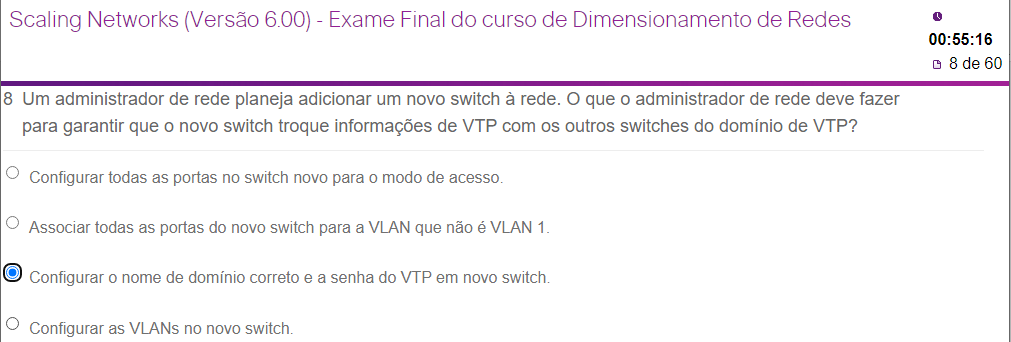 Scaling Networks (Versão 6.00) - Exame Final do curso de Dimensionamento de Redes
00:55:16
8 de 60
8 Um administrador de rede planeja adicionar um novo switch à rede. O que o administrador de rede deve fazer
para garantir que o novo switch troque informações de VTP com os outros switches do domínio de VTP?
Configurar todas as portas no switch novo para o modo de acesso.
Associar todas as portas do novo switch para a VLAN que não é VLAN 1.
Configurar o nome de domínio correto e a senha do VTP em novo switch.
Configurar as VLANs no novo switch.